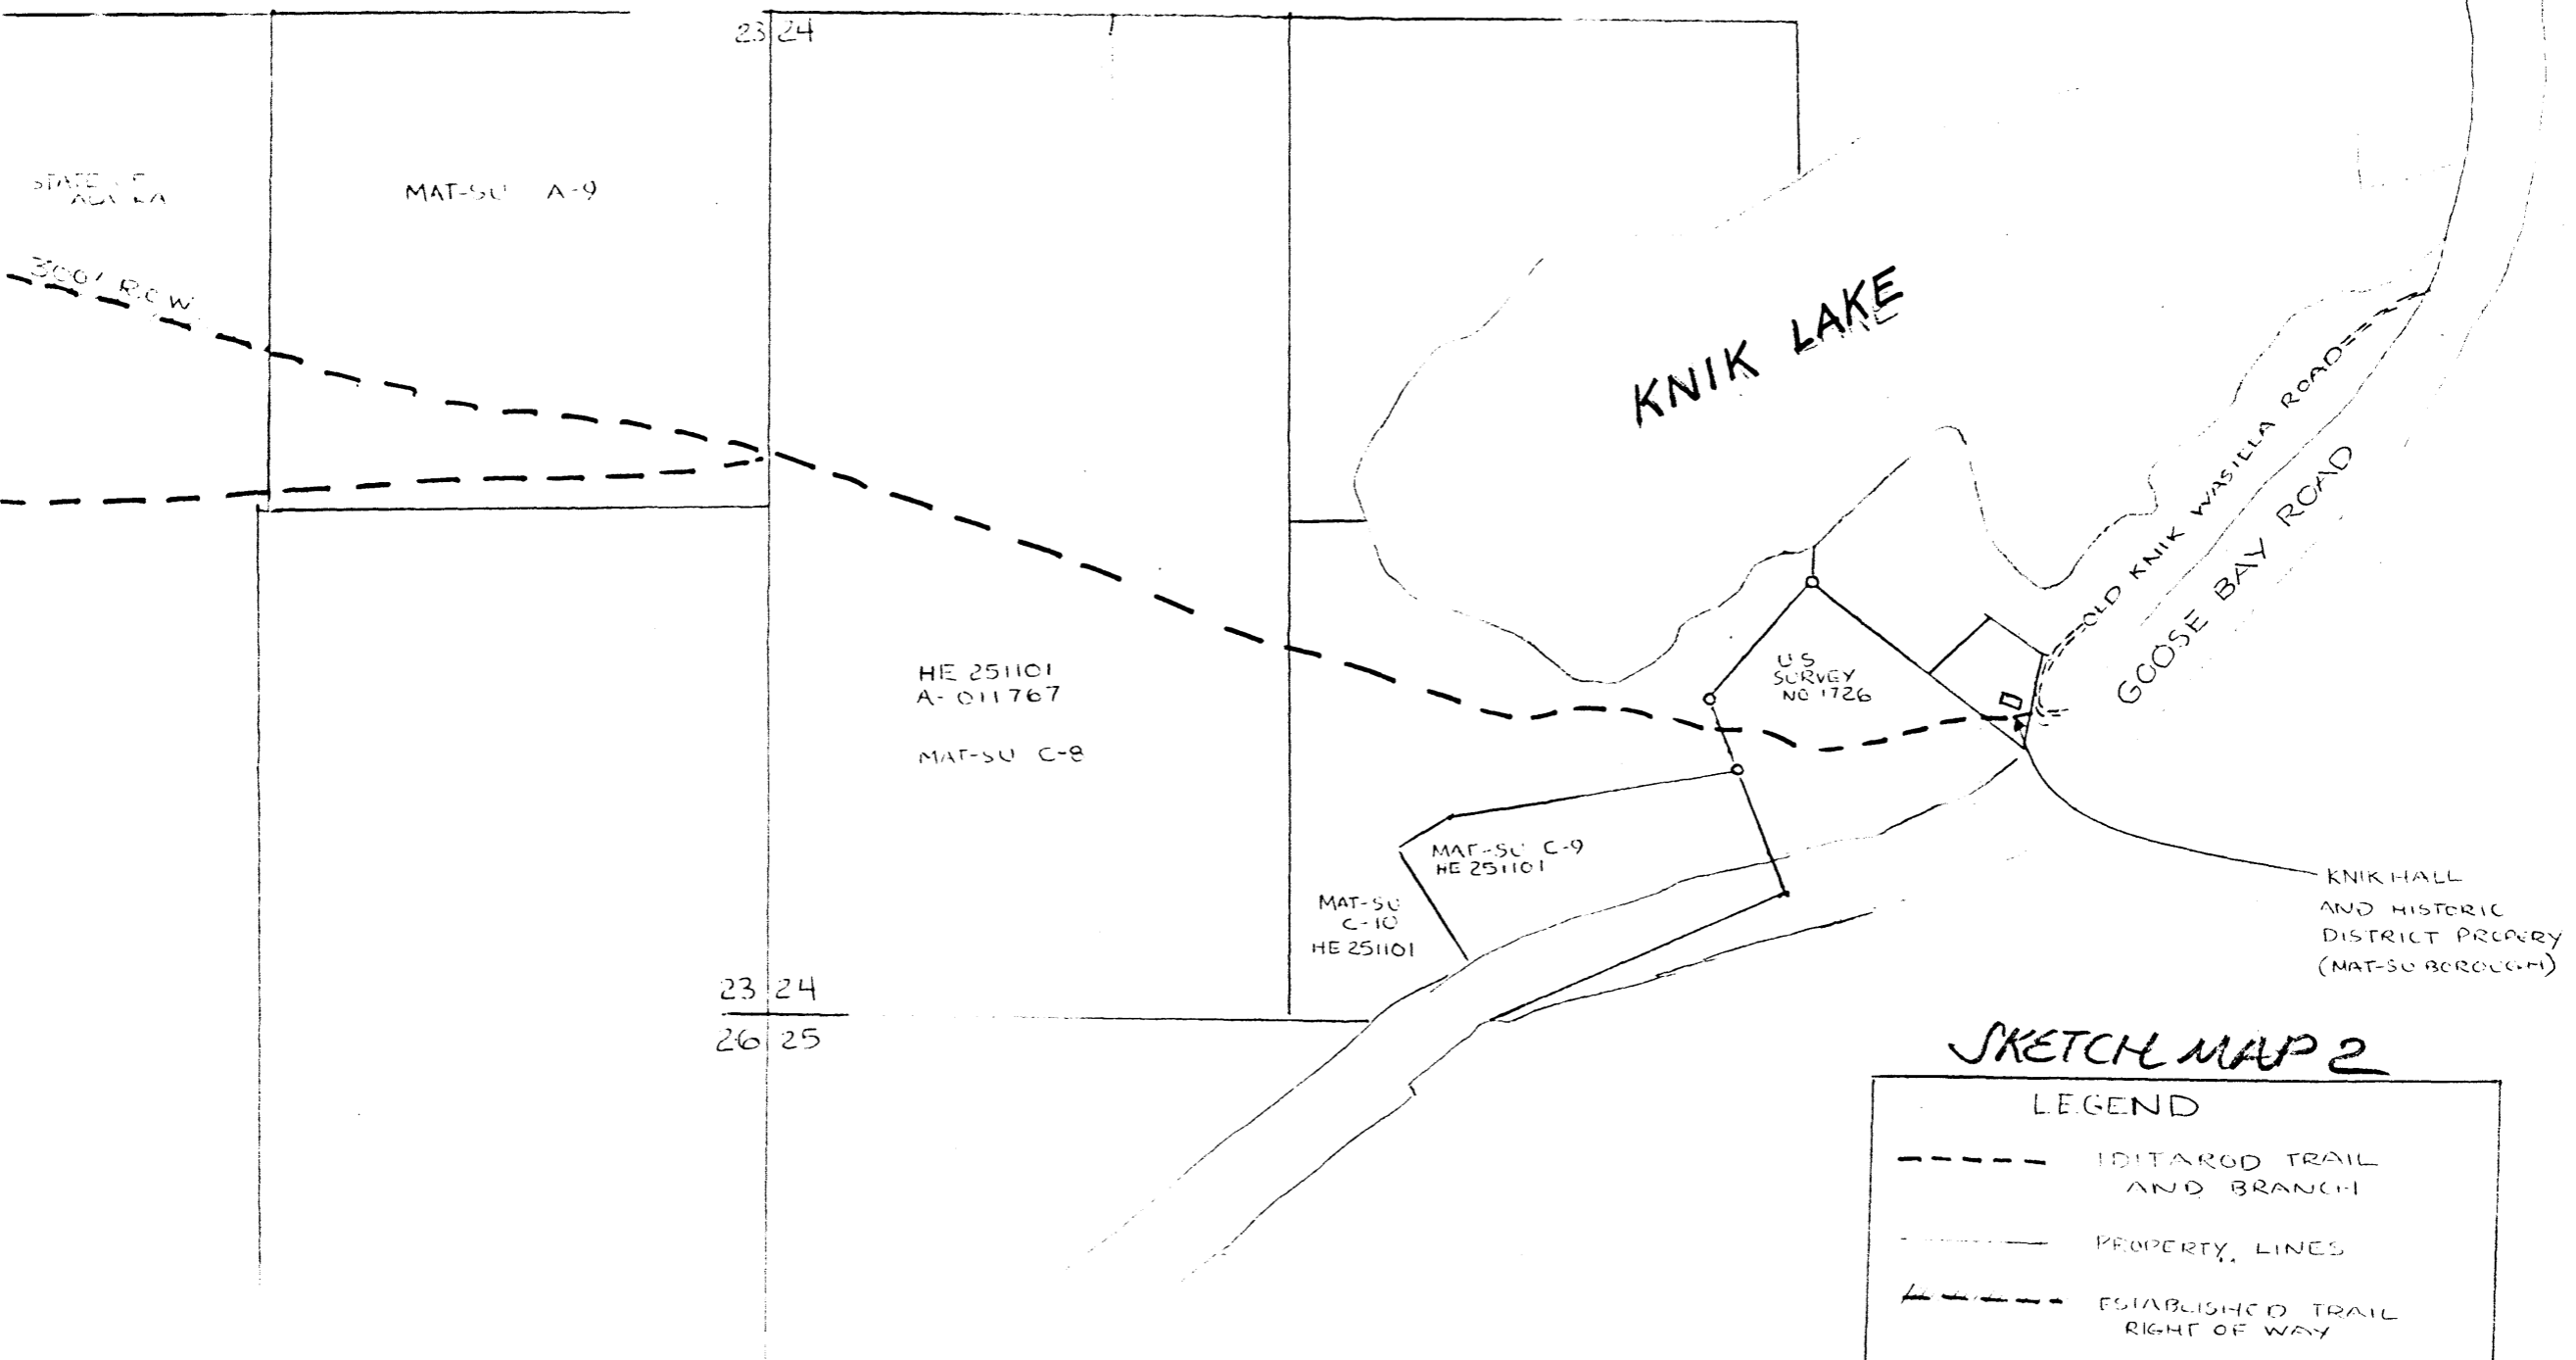 23 24
STATE OF
ALASKA
MAT-SU A-9
300' R.O.W
KNIK LAKE
OLD KNIK WASILLA ROAD
GOOSE BAY ROAD
HE 251101
A-011767
MAT-SU C-8
U S
SURVEY
NO 1726
MAT-SU C-9
HE 251101
MAT-SU
C-10
HE 251101
KNIK HALL
AND HISTORIC
DISTRICT PROPERY
(MAT-SU BOROUGH)
23 24
26 25
SKETCH MAP 2
LEGEND
IDITAROD TRAIL
AND BRANCH
PROPERTY LINES
ESTABLISHED TRAIL
RIGHT OF WAY